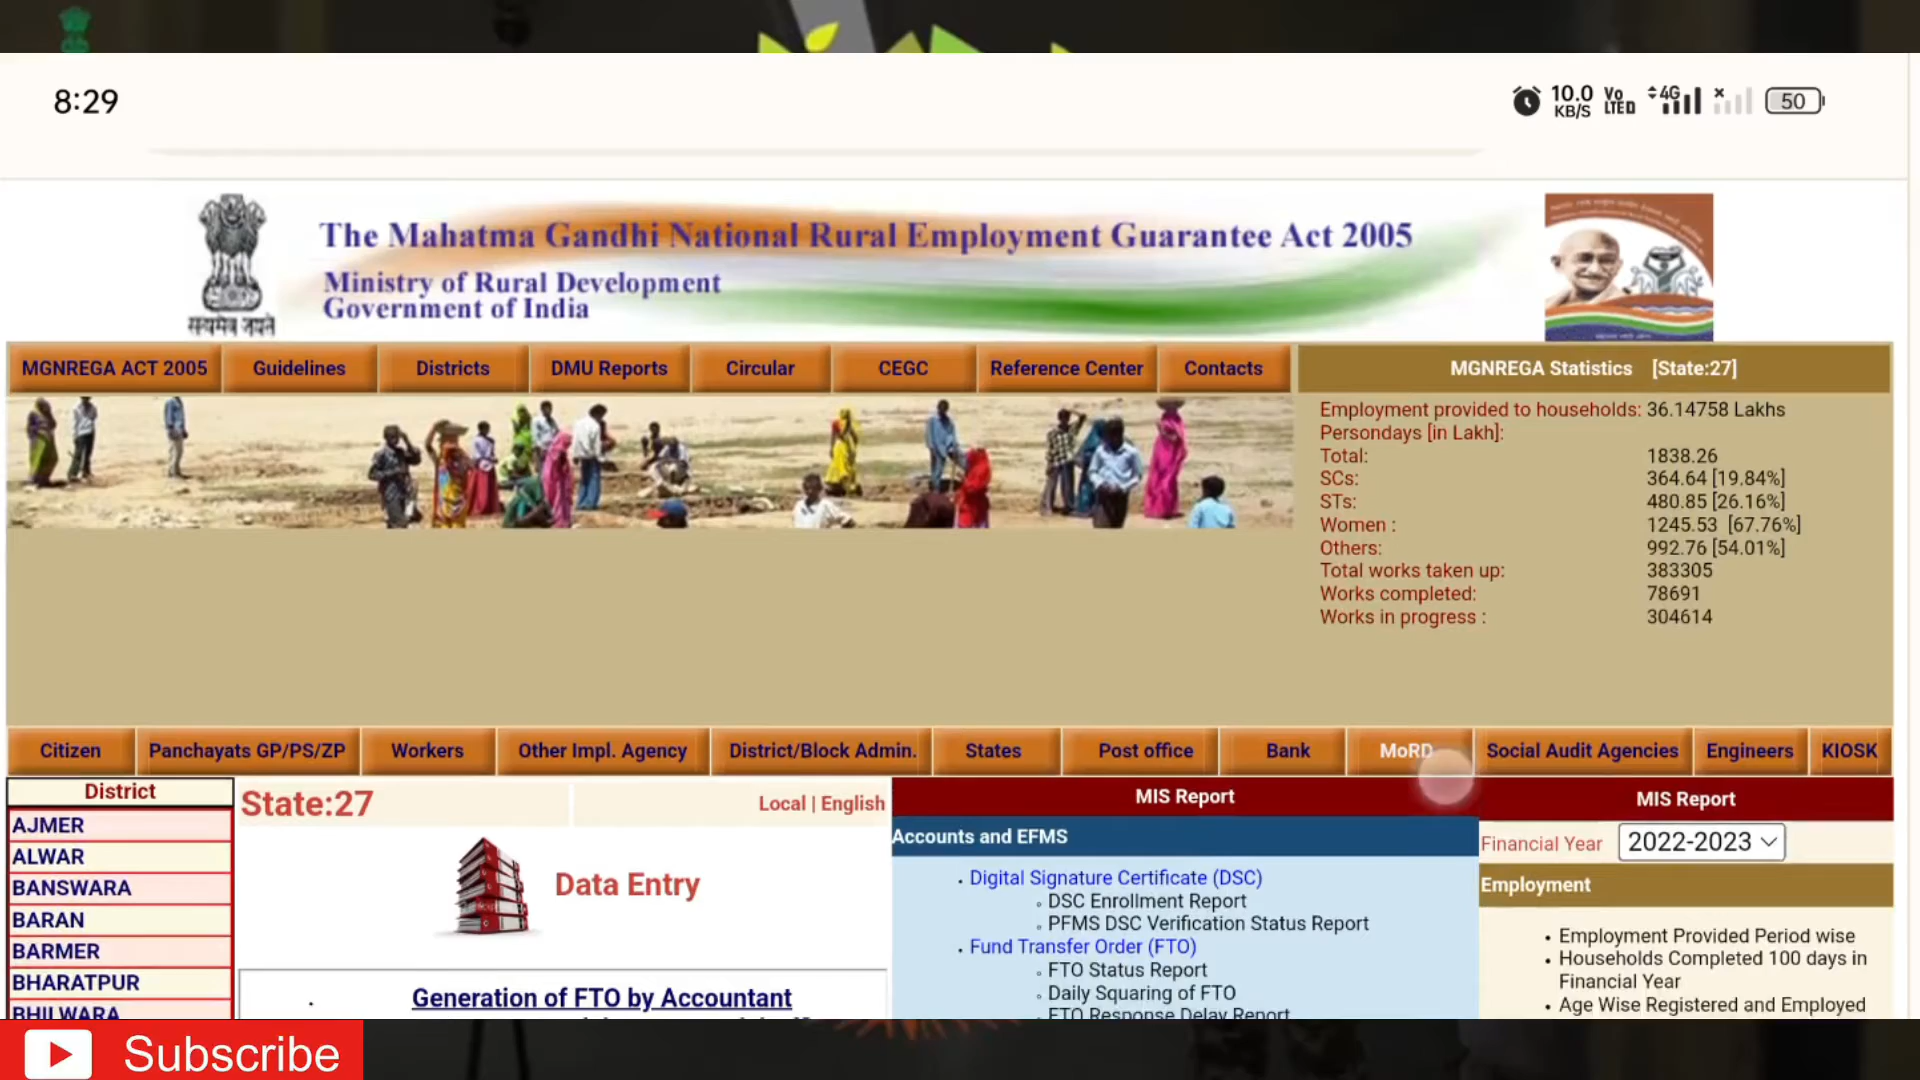 8:29
10.0
KB/S
Vo
LTE
4G
50
The Mahatma Gandhi National Rural Employment Guarantee Act 2005
Ministry of Rural Development
Government of India
सत्यमेव जयते
MGNREGA ACT 2005
Guidelines
Districts
DMU Reports
Circular
CEGC
Reference Center
Contacts
MGNREGA Statistics [State:27]
Employment provided to households: 36.14758 Lakhs
Persondays [in Lakh]:
Total: 1838.26
SCs: 364.64 [19.84%]
STs: 480.85 [26.16%]
Women : 1245.53 [67.76%]
Others: 992.76 [54.01%]
Total works taken up: 383305
Works completed: 78691
Works in progress : 304614
Citizen
Panchayats GP/PS/ZP
Workers
Other Impl. Agency
District/Block Admin.
States
Post office
Bank
MoRD
Social Audit Agencies
Engineers
KIOSK
District
AJMER
ALWAR
BANSWARA
BARAN
BARMER
BHARATPUR
BHILWARA
State:27
Local | English
Data Entry
Generation of FTO by Accountant
MIS Report
Accounts and EFMS
Digital Signature Certificate (DSC)
DSC Enrollment Report
PFMS DSC Verification Status Report
Fund Transfer Order (FTO)
FTO Status Report
Daily Squaring of FTO
FTO Response Delay Report
MIS Report
Financial Year 2022-2023
Employment
Employment Provided Period wise
Households Completed 100 days in
Financial Year
Age Wise Registered and Employed
Subscribe